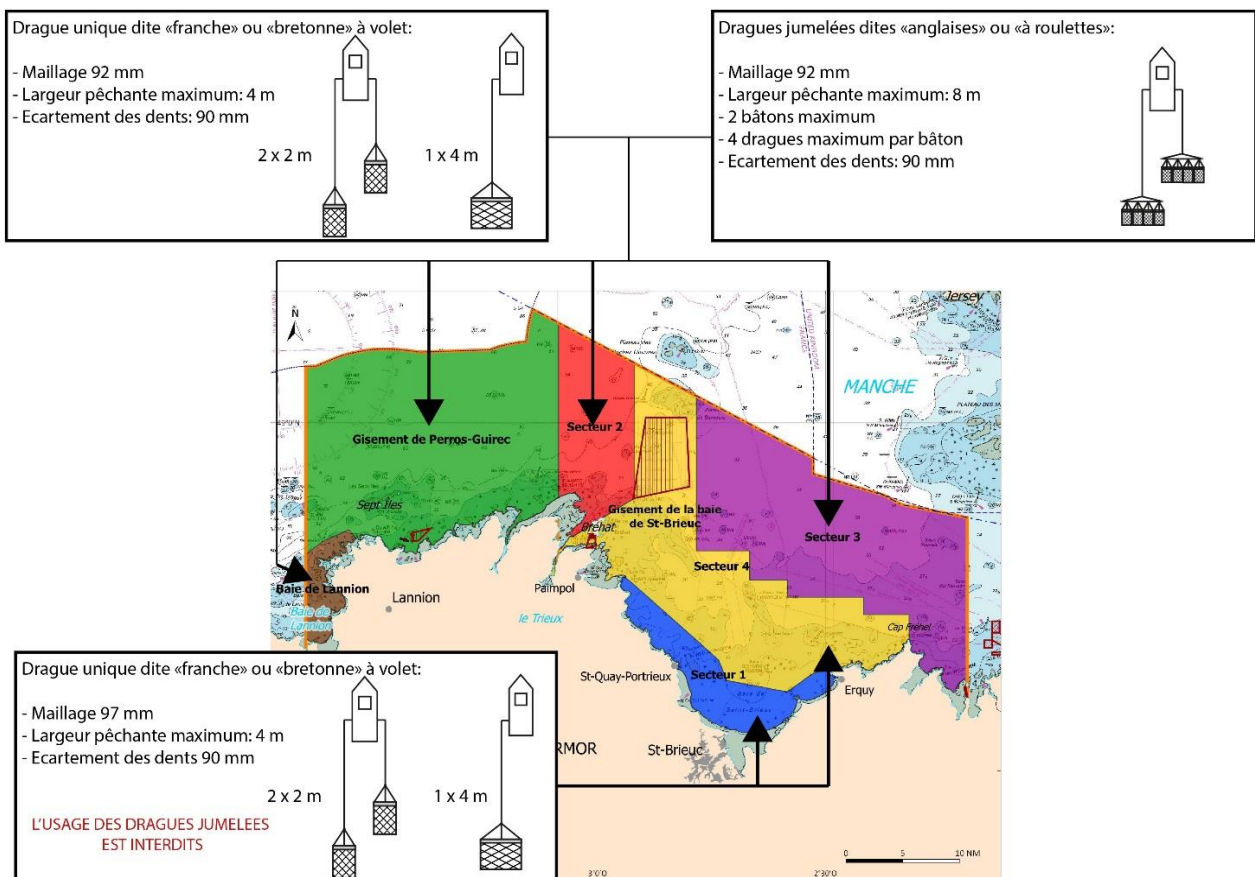 Drague unique dite «franche» ou «bretonne» à volet:
- Maillage 92 mm
- Largeur pêchante maximum: 4 m
- Ecartement des dents: 90 mm
2 x 2 m
1 x 4 m
Dragues jumelées dites «anglaises» ou «à roulettes»:
- Maillage 92 mm
- Largeur pêchante maximum: 8 m
- 2 bâtons maximum
- 4 dragues maximum par bâton
- Ecartement des dents: 90 mm
Jersey
N
MANCHE
Gisement de Perros-Guirec
Secteur 2
Sept Îles
Gisement de la baie
de St-Brieuc
Bréhat
Secteur 3
Secteur 4
Baie de Lannion
Baie de
Lannion
Lannion
Paimpol
le Trieux
Cap Fréhel
St-Quay-Portrieux
Secteur 1
Erquy
St-Brieuc
RMOR
Drague unique dite «franche» ou «bretonne» à volet:
- Maillage 97 mm
- Largeur pêchante maximum: 4 m
- Ecartement des dents 90 mm
2 x 2 m
1 x 4 m
L'USAGE DES DRAGUES JUMELEES
EST INTERDITS
0 5 10 NM
3°0'0
2°30'0